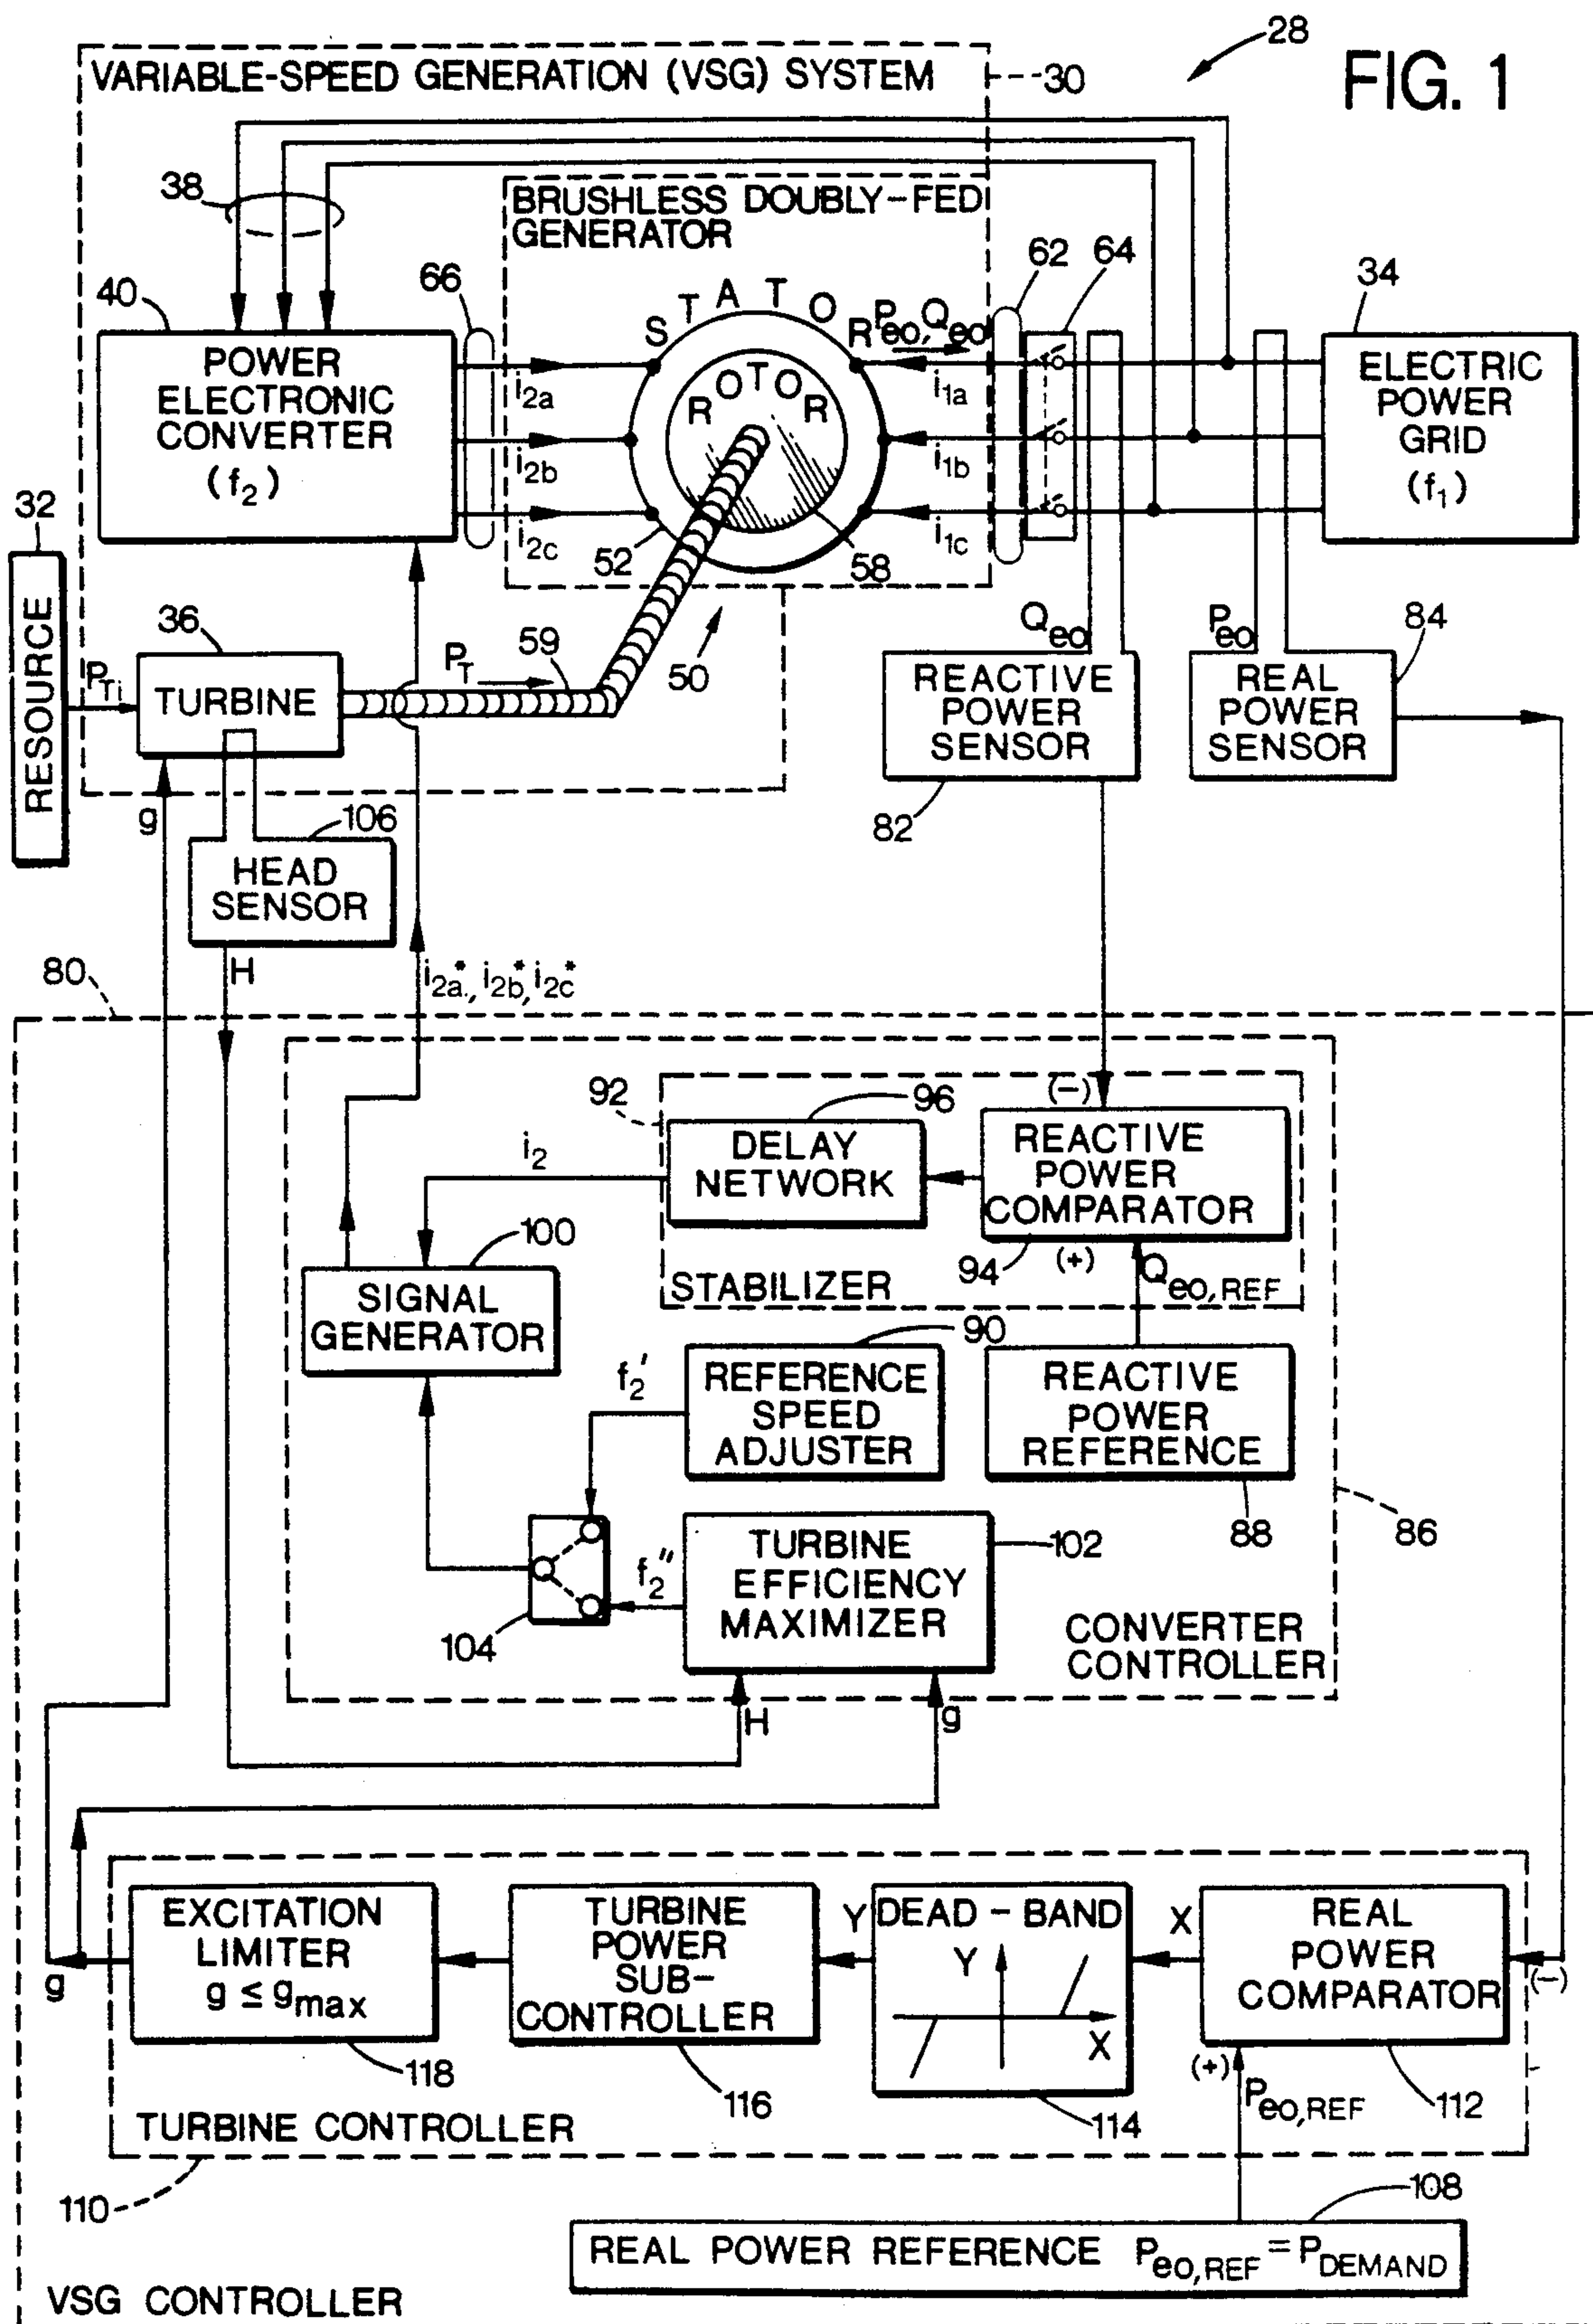 28
FIG. 1
VARIABLE-SPEED GENERATION (VSG) SYSTEM
30
38
BRUSHLESS DOUBLY-FED
GENERATOR
62
64
34
40
66
STATOR
Peo, Qeo
POWER
ELECTRONIC
CONVERTER
(f2)
i2a
i2b
i2c
ROTOR
i1a
i1b
i1c
ELECTRIC
POWER
GRID
(f1)
32
RESOURCE
52
58
50
36
PTi
TURBINE
PT
59
Qeo
REACTIVE
POWER
SENSOR
82
Peo
REAL
POWER
SENSOR
84
g
106
HEAD
SENSOR
H
80
i2a*, i2b*, i2c*
92
96
DELAY
NETWORK
i2
(-)
REACTIVE
POWER
COMPARATOR
94
(+)
Qeo,REF
STABILIZER
100
SIGNAL
GENERATOR
90
f2'
REFERENCE
SPEED
ADJUSTER
REACTIVE
POWER
REFERENCE
88
86
104
f2''
TURBINE
EFFICIENCY
MAXIMIZER
102
CONVERTER
CONTROLLER
H
g
g
EXCITATION
LIMITER
g ≤ gmax
118
TURBINE
POWER
SUB-
CONTROLLER
116
Y
DEAD-BAND
Y
X
114
X
REAL
POWER
COMPARATOR
(-)
112
(+)
Peo,REF
TURBINE CONTROLLER
110
108
REAL POWER REFERENCE Peo,REF = PDEMAND
VSG CONTROLLER